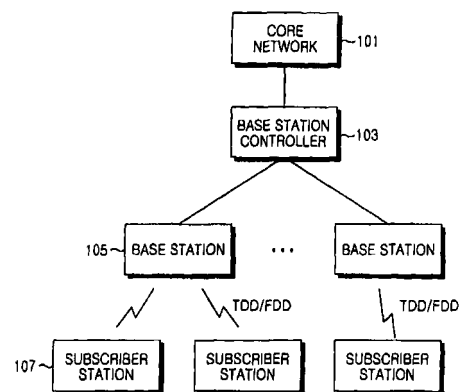 CORE
NETWORK
101
BASE STATION
CONTROLLER
103
105
BASE STATION
...
BASE STATION
TDD/FDD
TDD/FDD
107
SUBSCRIBER
STATION
SUBSCRIBER
STATION
SUBSCRIBER
STATION